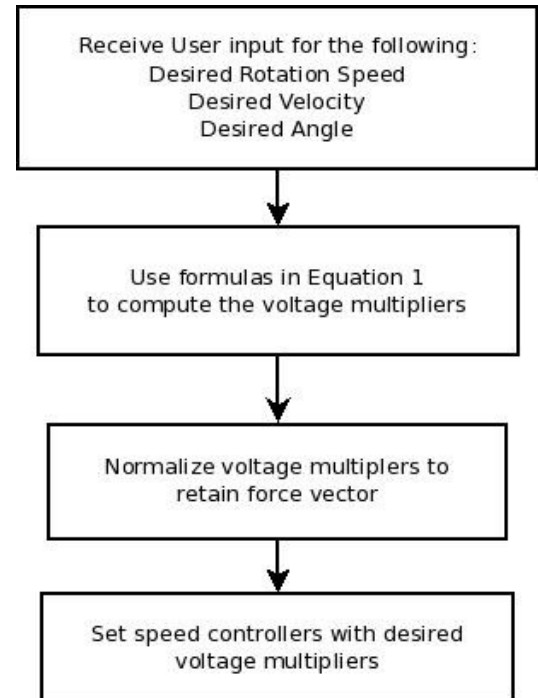 Receive User input for the following:
Desired Rotation Speed
Desired Velocity
Desired Angle
Use formulas in Equation 1
to compute the voltage multipliers
Normalize voltage multiplers to
retain force vector
Set speed controllers with desired
voltage multipliers